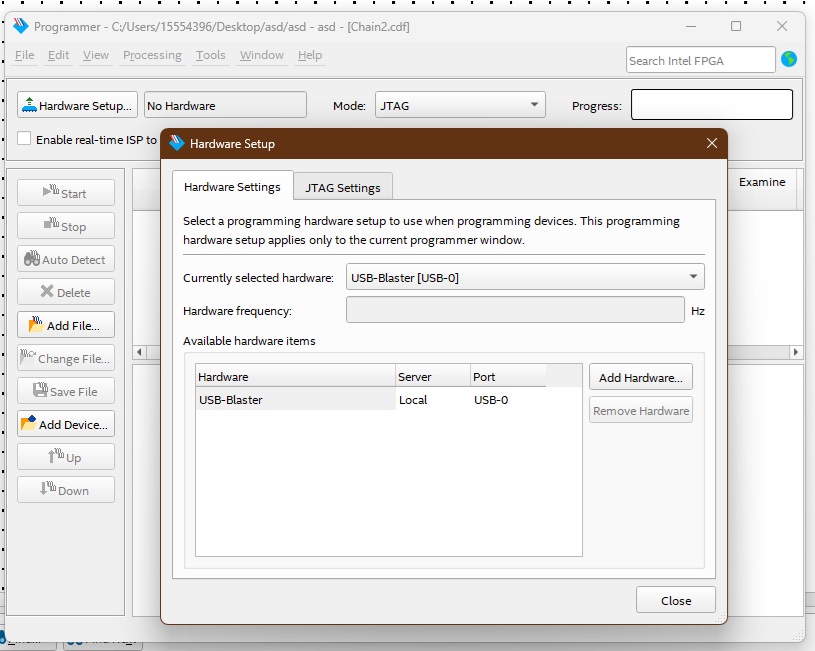 Programmer - C:/Users/15554396/Desktop/asd/asd - asd - [Chain2.cdf]
File Edit View Processing Tools Window Help
Search Intel FPGA
Hardware Setup... No Hardware Mode: JTAG Progress:
Enable real-time ISP to
Hardware Setup
Start
Stop
Auto Detect
Delete
Add File...
Change File...
Save File
Add Device...
Up
Down
Examine
Hardware Settings JTAG Settings
Select a programming hardware setup to use when programming devices. This programming
hardware setup applies only to the current programmer window.
Currently selected hardware: USB-Blaster [USB-0]
Hardware frequency: Hz
Available hardware items
Hardware Server Port
USB-Blaster Local USB-0
Add Hardware...
Remove Hardware
Close